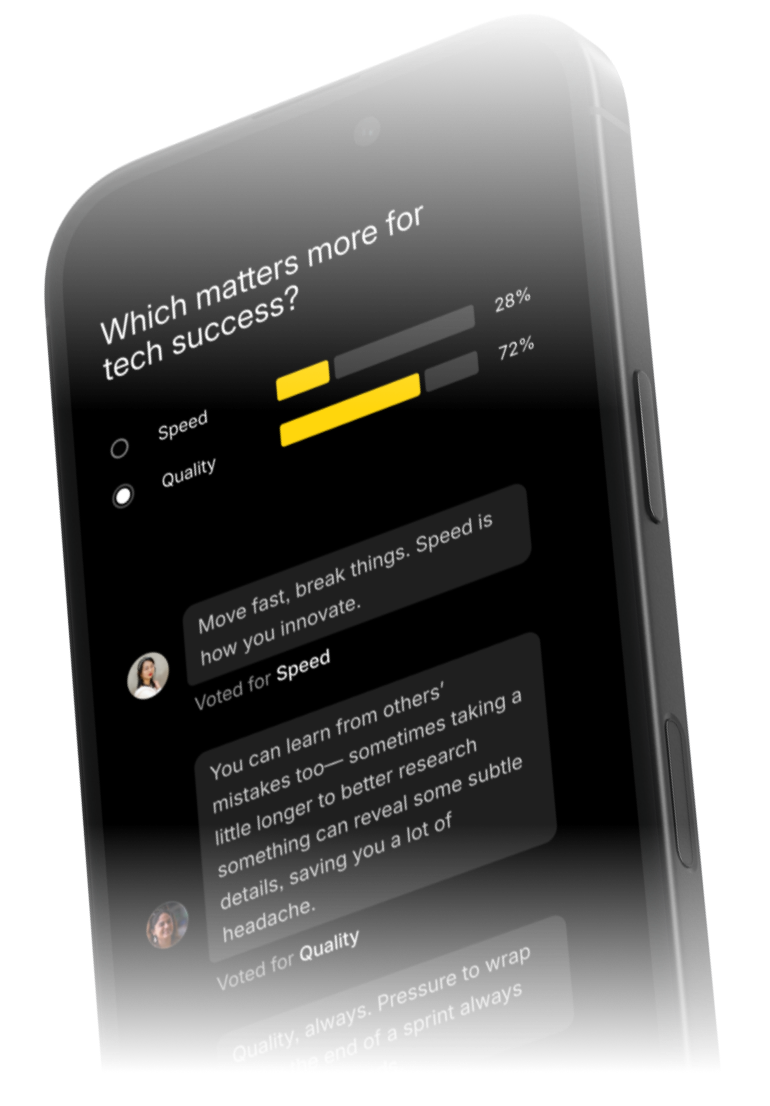 Which matters more for
tech success?
Speed
28%
Quality
72%
Move fast, break things. Speed is
how you innovate.
Voted for Speed
You can learn from others'
mistakes too— sometimes taking a
little longer to better research
something can reveal some subtle
details, saving you a lot of
headache.
Voted for Quality
Quality, always. Pressure to wrap
end of a sprint always